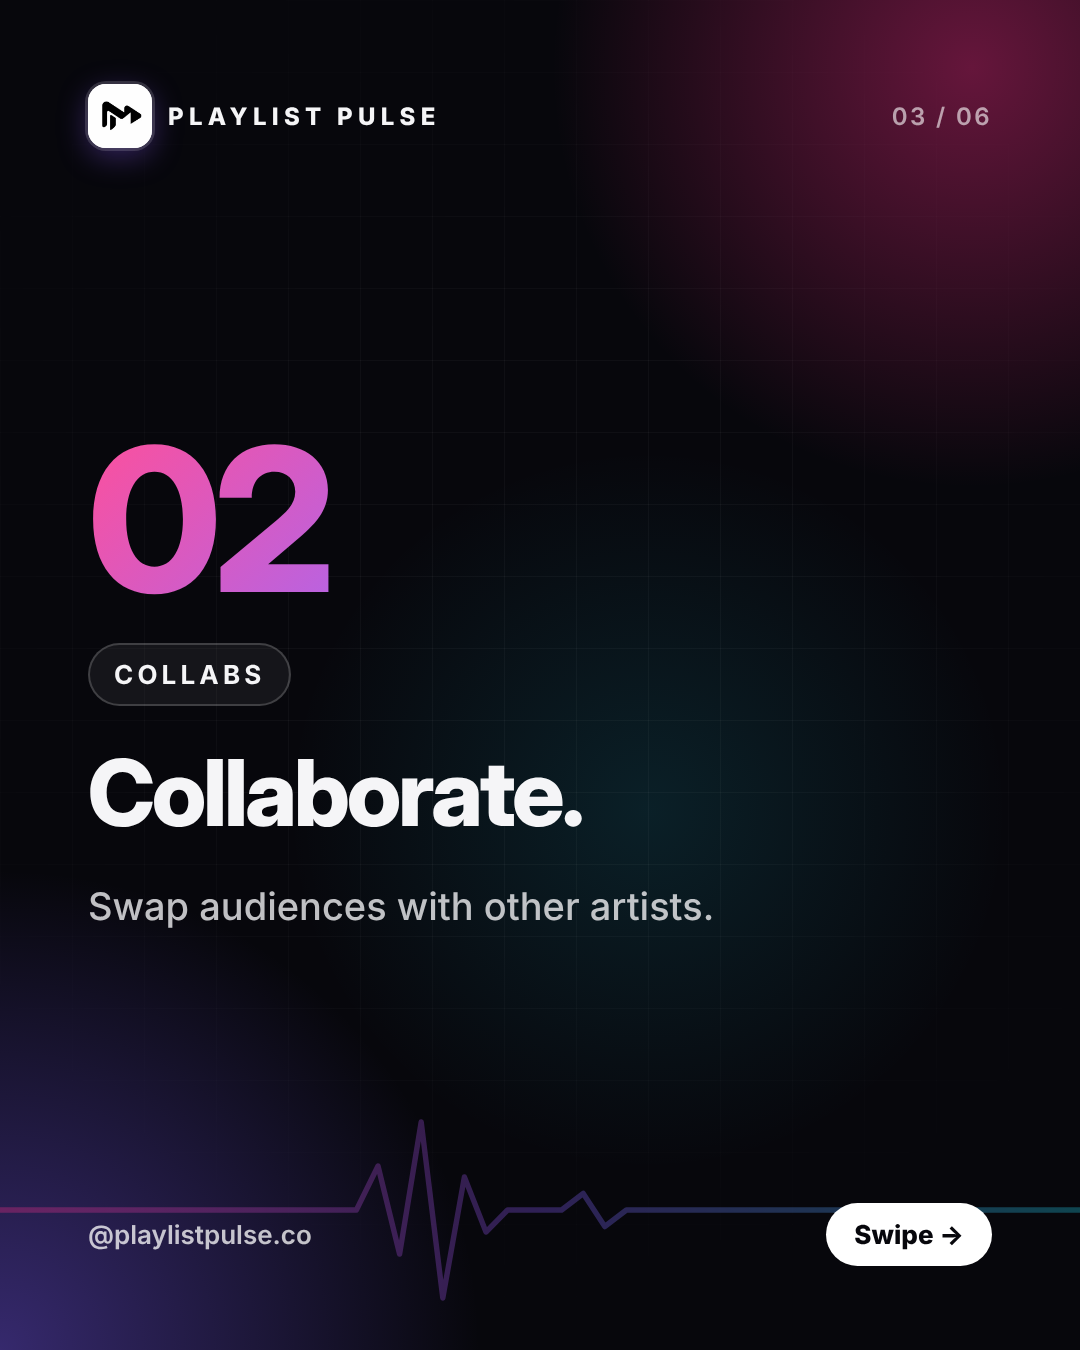 PLAYLIST PULSE
03 / 06
02
COLLABS
Collaborate.
Swap audiences with other artists.
@playlistpulse.co
Swipe →